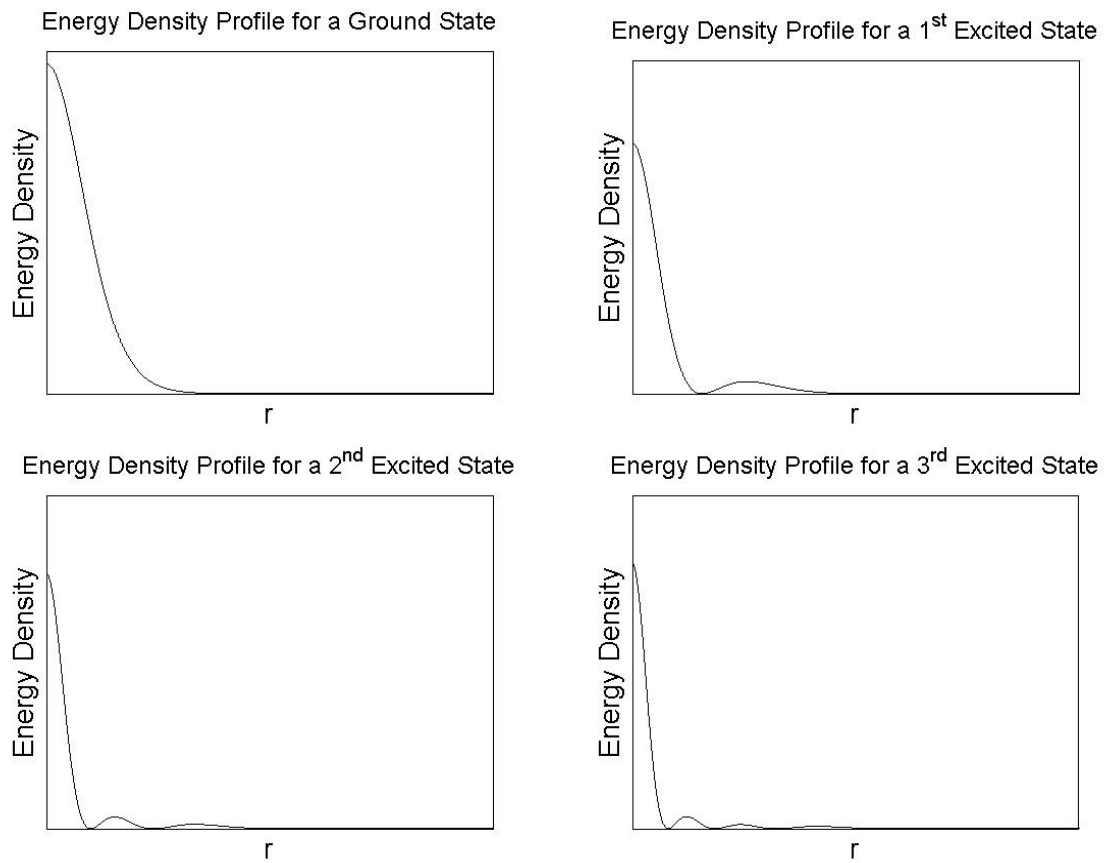 Energy Density Profile for a Ground State
Energy Density
r
Energy Density Profile for a 1st Excited State
Energy Density
r
Energy Density Profile for a 2nd Excited State
Energy Density
r
Energy Density Profile for a 3rd Excited State
Energy Density
r